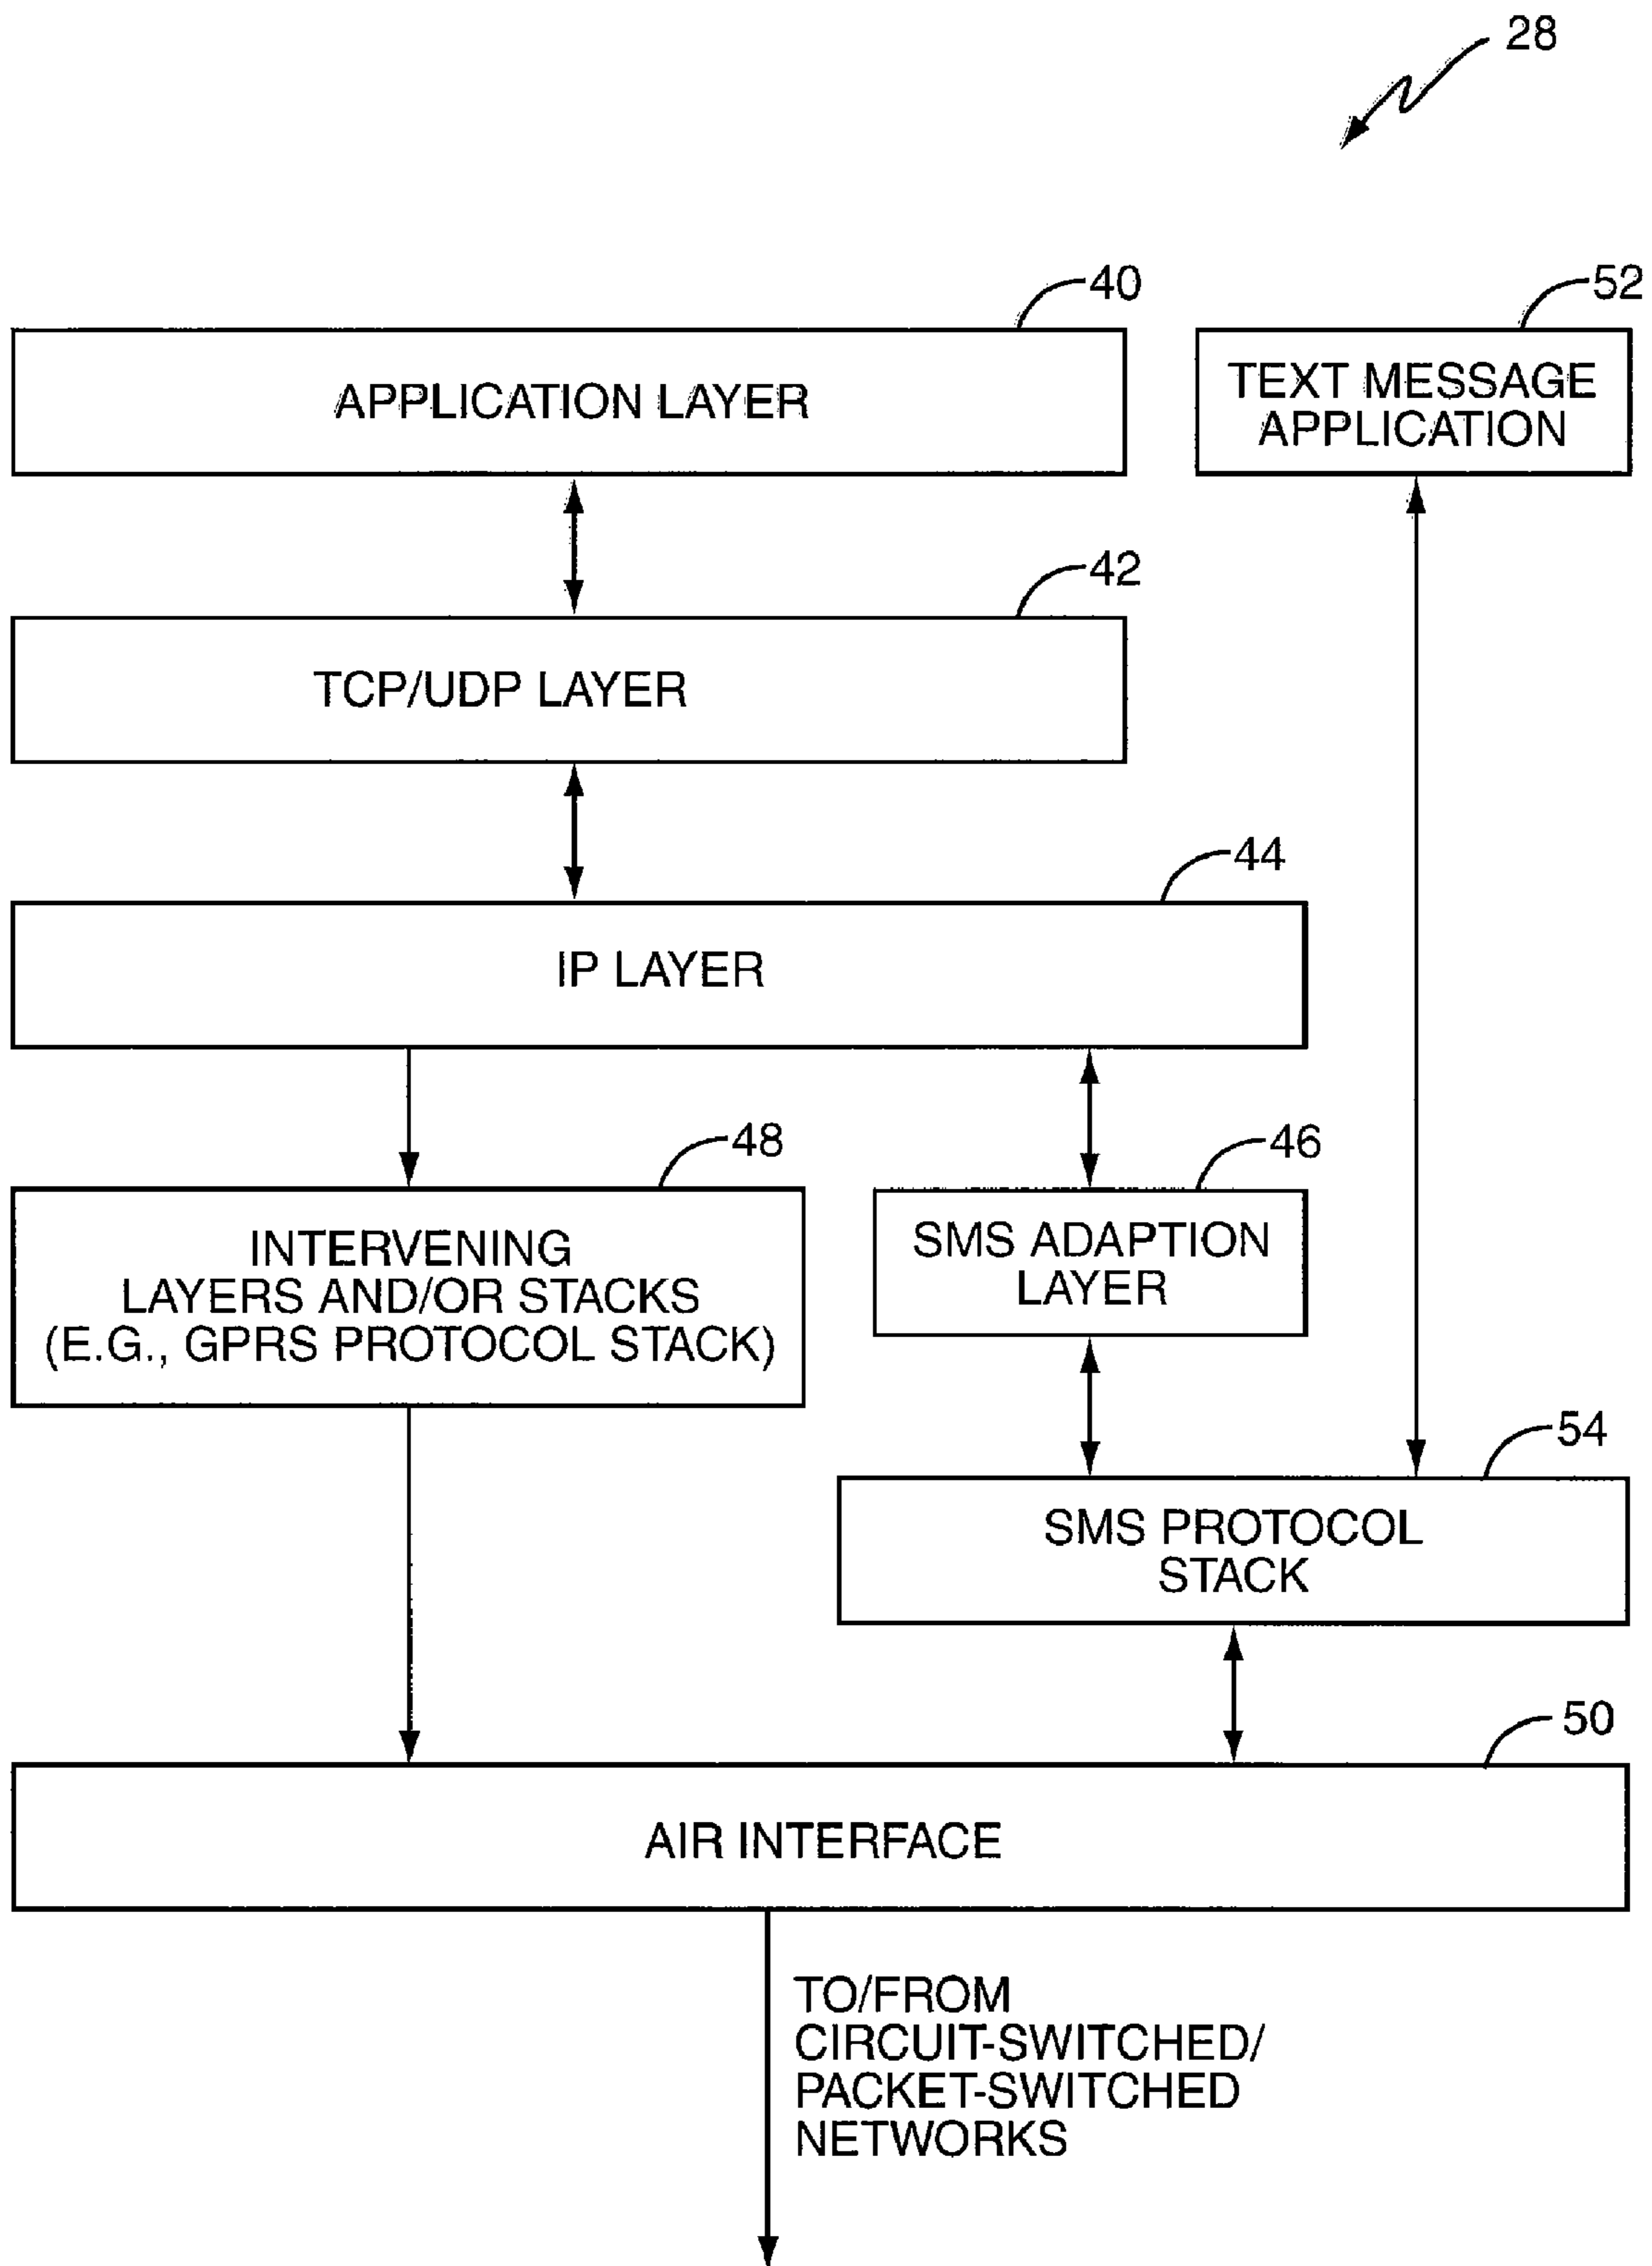 28
40
52
APPLICATION LAYER
TEXT MESSAGE
APPLICATION
42
TCP/UDP LAYER
44
IP LAYER
48
46
INTERVENING
LAYERS AND/OR STACKS
(E.G., GPRS PROTOCOL STACK)
SMS ADAPTION
LAYER
54
SMS PROTOCOL
STACK
50
AIR INTERFACE
TO/FROM
CIRCUIT-SWITCHED/
PACKET-SWITCHED
NETWORKS